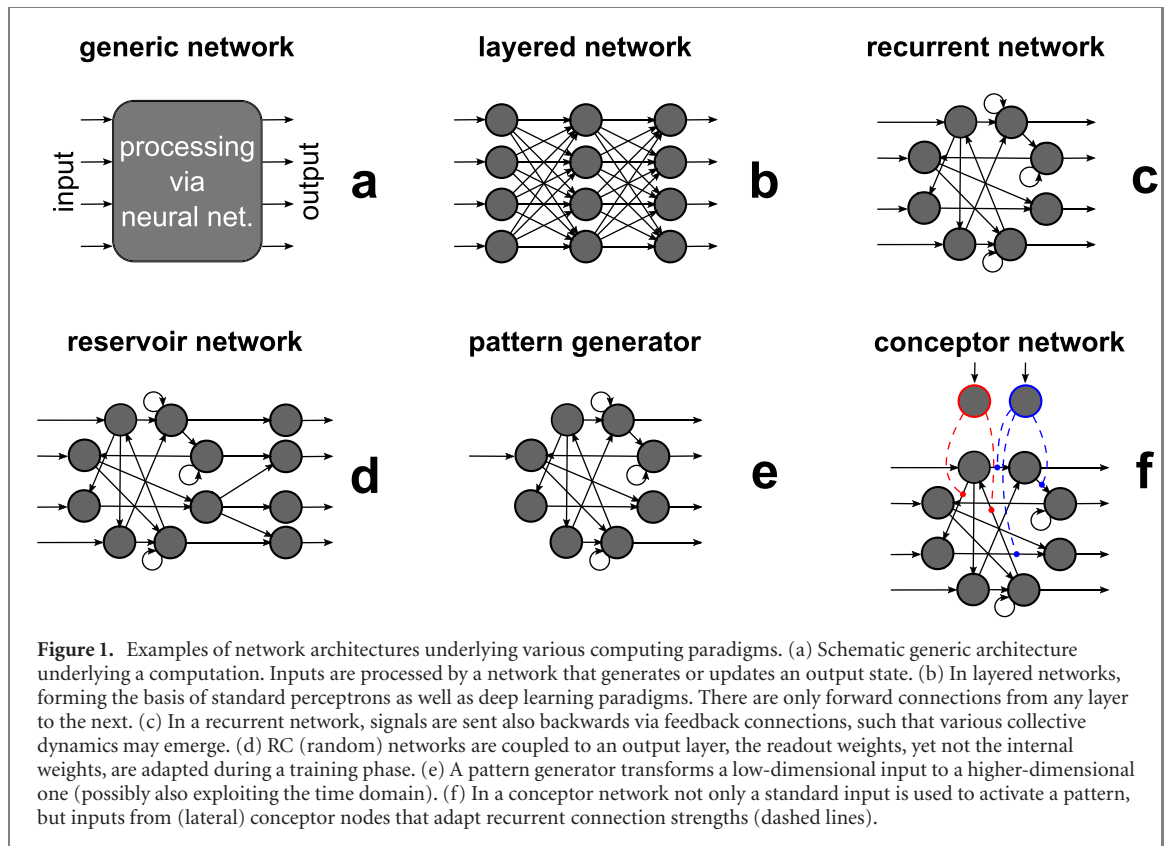 generic network
layered network
recurrent network
input
processing
via
neural net.
output
a
b
c
reservoir network
pattern generator
conceptor network
d
e
f
Figure 1. Examples of network architectures underlying various computing paradigms. (a) Schematic generic architecture
underlying a computation. Inputs are processed by a network that generates or updates an output state. (b) In layered networks,
forming the basis of standard perceptrons as well as deep learning paradigms. There are only forward connections from any layer
to the next. (c) In a recurrent network, signals are sent also backwards via feedback connections, such that various collective
dynamics may emerge. (d) RC (random) networks are coupled to an output layer, the readout weights, yet not the internal
weights, are adapted during a training phase. (e) A pattern generator transforms a low-dimensional input to a higher-dimensional
one (possibly also exploiting the time domain). (f) In a conceptor network not only a standard input is used to activate a pattern,
but inputs from (lateral) conceptor nodes that adapt recurrent connection strengths (dashed lines).